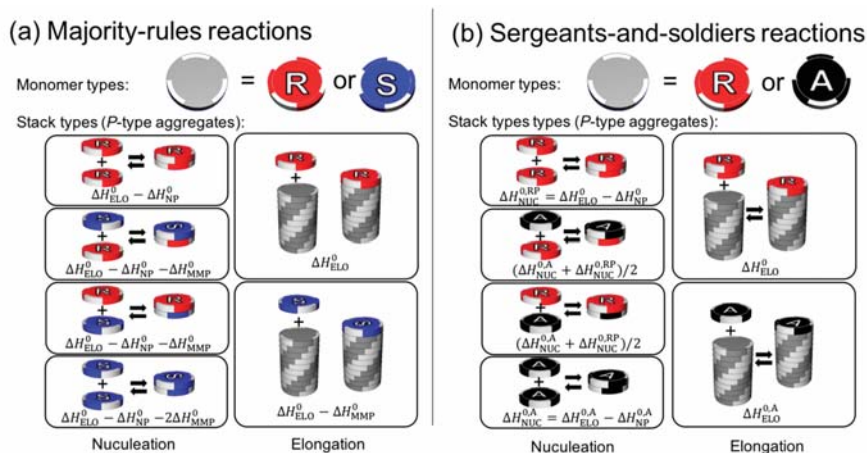 (a) Majority-rules reactions
Monomer types:
= R or S
Stack types (P-type aggregates):
R
+
R
R
ΔH⁰ELO − ΔH⁰NP
S
+
R
S
ΔH⁰ELO − ΔH⁰NP − ΔH⁰MMP
R
+
S
R
ΔH⁰ELO − ΔH⁰NP − ΔH⁰MMP
S
+
S
S
ΔH⁰ELO − ΔH⁰NP − 2ΔH⁰MMP
Nuculeation
R
+
R
ΔH⁰ELO
S
+
S
ΔH⁰ELO − ΔH⁰MMP
Elongation
(b) Sergeants-and-soldiers reactions
Monomer types:
= R or A
Stack types types (P-type aggregates):
R
+
R
R
ΔH⁰,RPNUC = ΔH⁰ELO − ΔH⁰NP
A
+
R
A
(ΔH⁰,ANUC + ΔH⁰,RPNUC)/2
R
+
A
R
(ΔH⁰,ANUC + ΔH⁰,RPNUC)/2
A
+
A
A
ΔH⁰,ANUC = ΔH⁰,AELO − ΔH⁰,ANP
Nuculeation
R
+
R
ΔH⁰ELO
A
+
A
ΔH⁰,AELO
Elongation